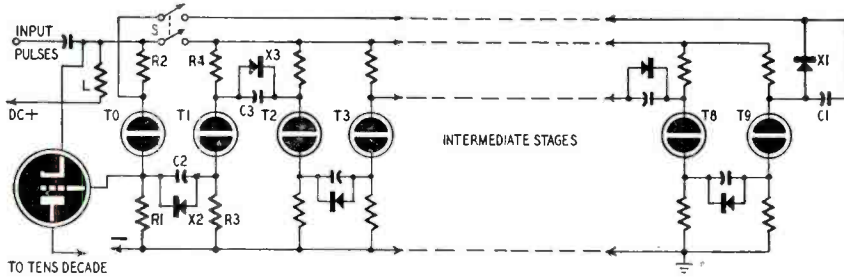 INPUT
PULSES
S
R2
R4
X3
X1
L
C3
C1
DC+
T0
T1
T2
T3
INTERMEDIATE STAGES
T8
T9
C2
R1
X2
R3
TO TENS DECADE